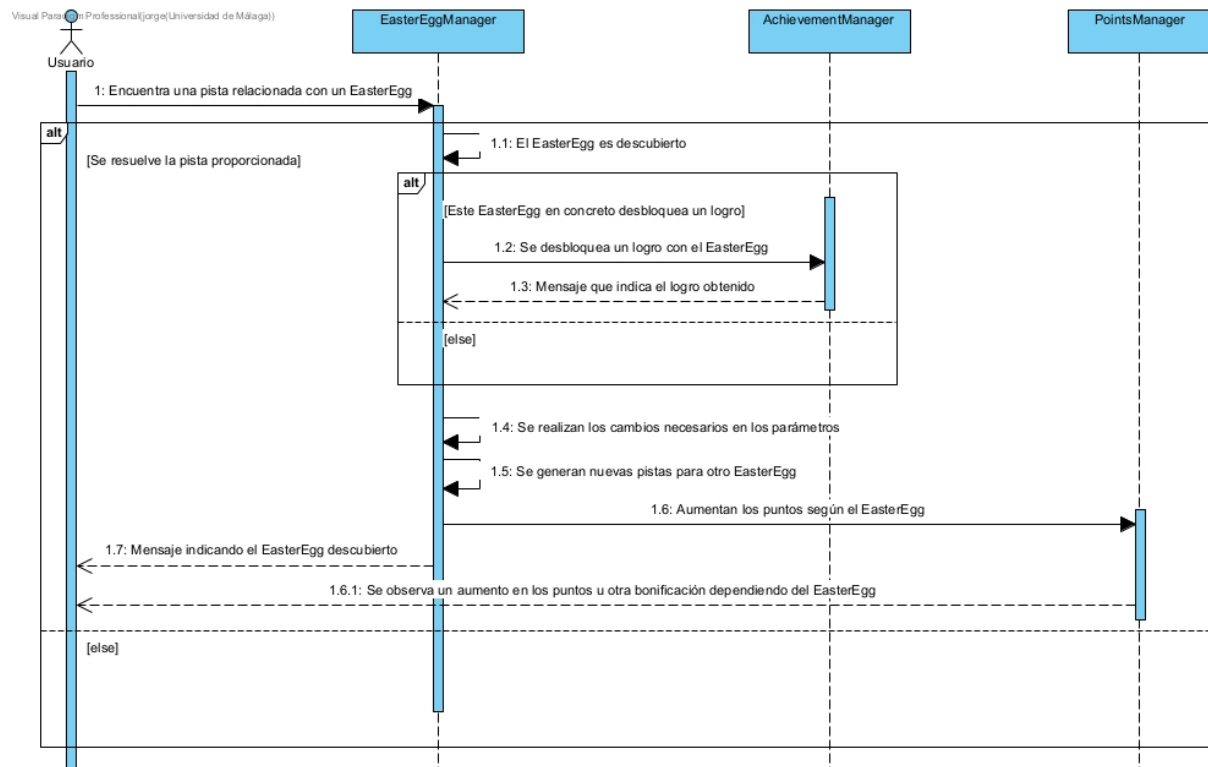 Visual Paradigm Professional(jorge(Universidad de Málaga))
EasterEggManager
AchievementManager
PointsManager
Usuario
1: Encuentra una pista relacionada con un EasterEgg
alt
1.1: El EasterEgg es descubierto
[Se resuelve la pista proporcionada]
alt
[Este EasterEgg en concreto desbloquea un logro]
1.2: Se desbloquea un logro con el EasterEgg
1.3: Mensaje que indica el logro obtenido
[else]
1.4: Se realizan los cambios necesarios en los parámetros
1.5: Se generan nuevas pistas para otro EasterEgg
1.6: Aumentan los puntos según el EasterEgg
1.7: Mensaje indicando el EasterEgg descubierto
1.6.1: Se observa un aumento en los puntos u otra bonificación dependiendo del EasterEgg
[else]